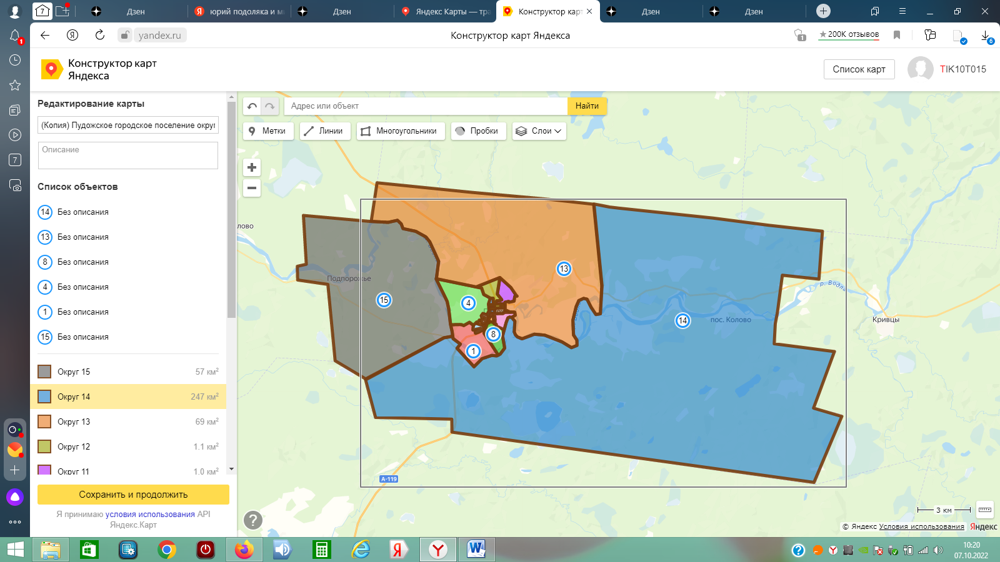 7
Дзен
юрий подоляка и м
Дзен
Яндекс Карты — тра
Конструктор карт
Дзен
Дзен
1
yandex.ru
Конструктор карт Яндекса
1
200K отзывов
6
Конструктор карт
Яндекса
Список карт
TIK10T015
7
Редактирование карты
(Копия) Пудожское городское поселение округ
Описание
Список объектов
14 Без описания
13 Без описания
8 Без описания
4 Без описания
1 Без описания
15 Без описания
Округ 15 57 км²
Округ 14 247 км²
Округ 13 69 км²
Округ 12 1.1 км²
Округ 11 1.0 км²
Сохранить и продолжить
Я принимаю условия использования API
Яндекс.Карт
Адрес или объект
Найти
Метки
Линии
Многоугольники
Пробки
Слои
лово
Подпорожье
13
15
4
14
пос. Колово
р. Водла
Кривцы
8
1
А-119
3 км
?
© Яндекс Условия использования Яндекс
10:20
07.10.2022